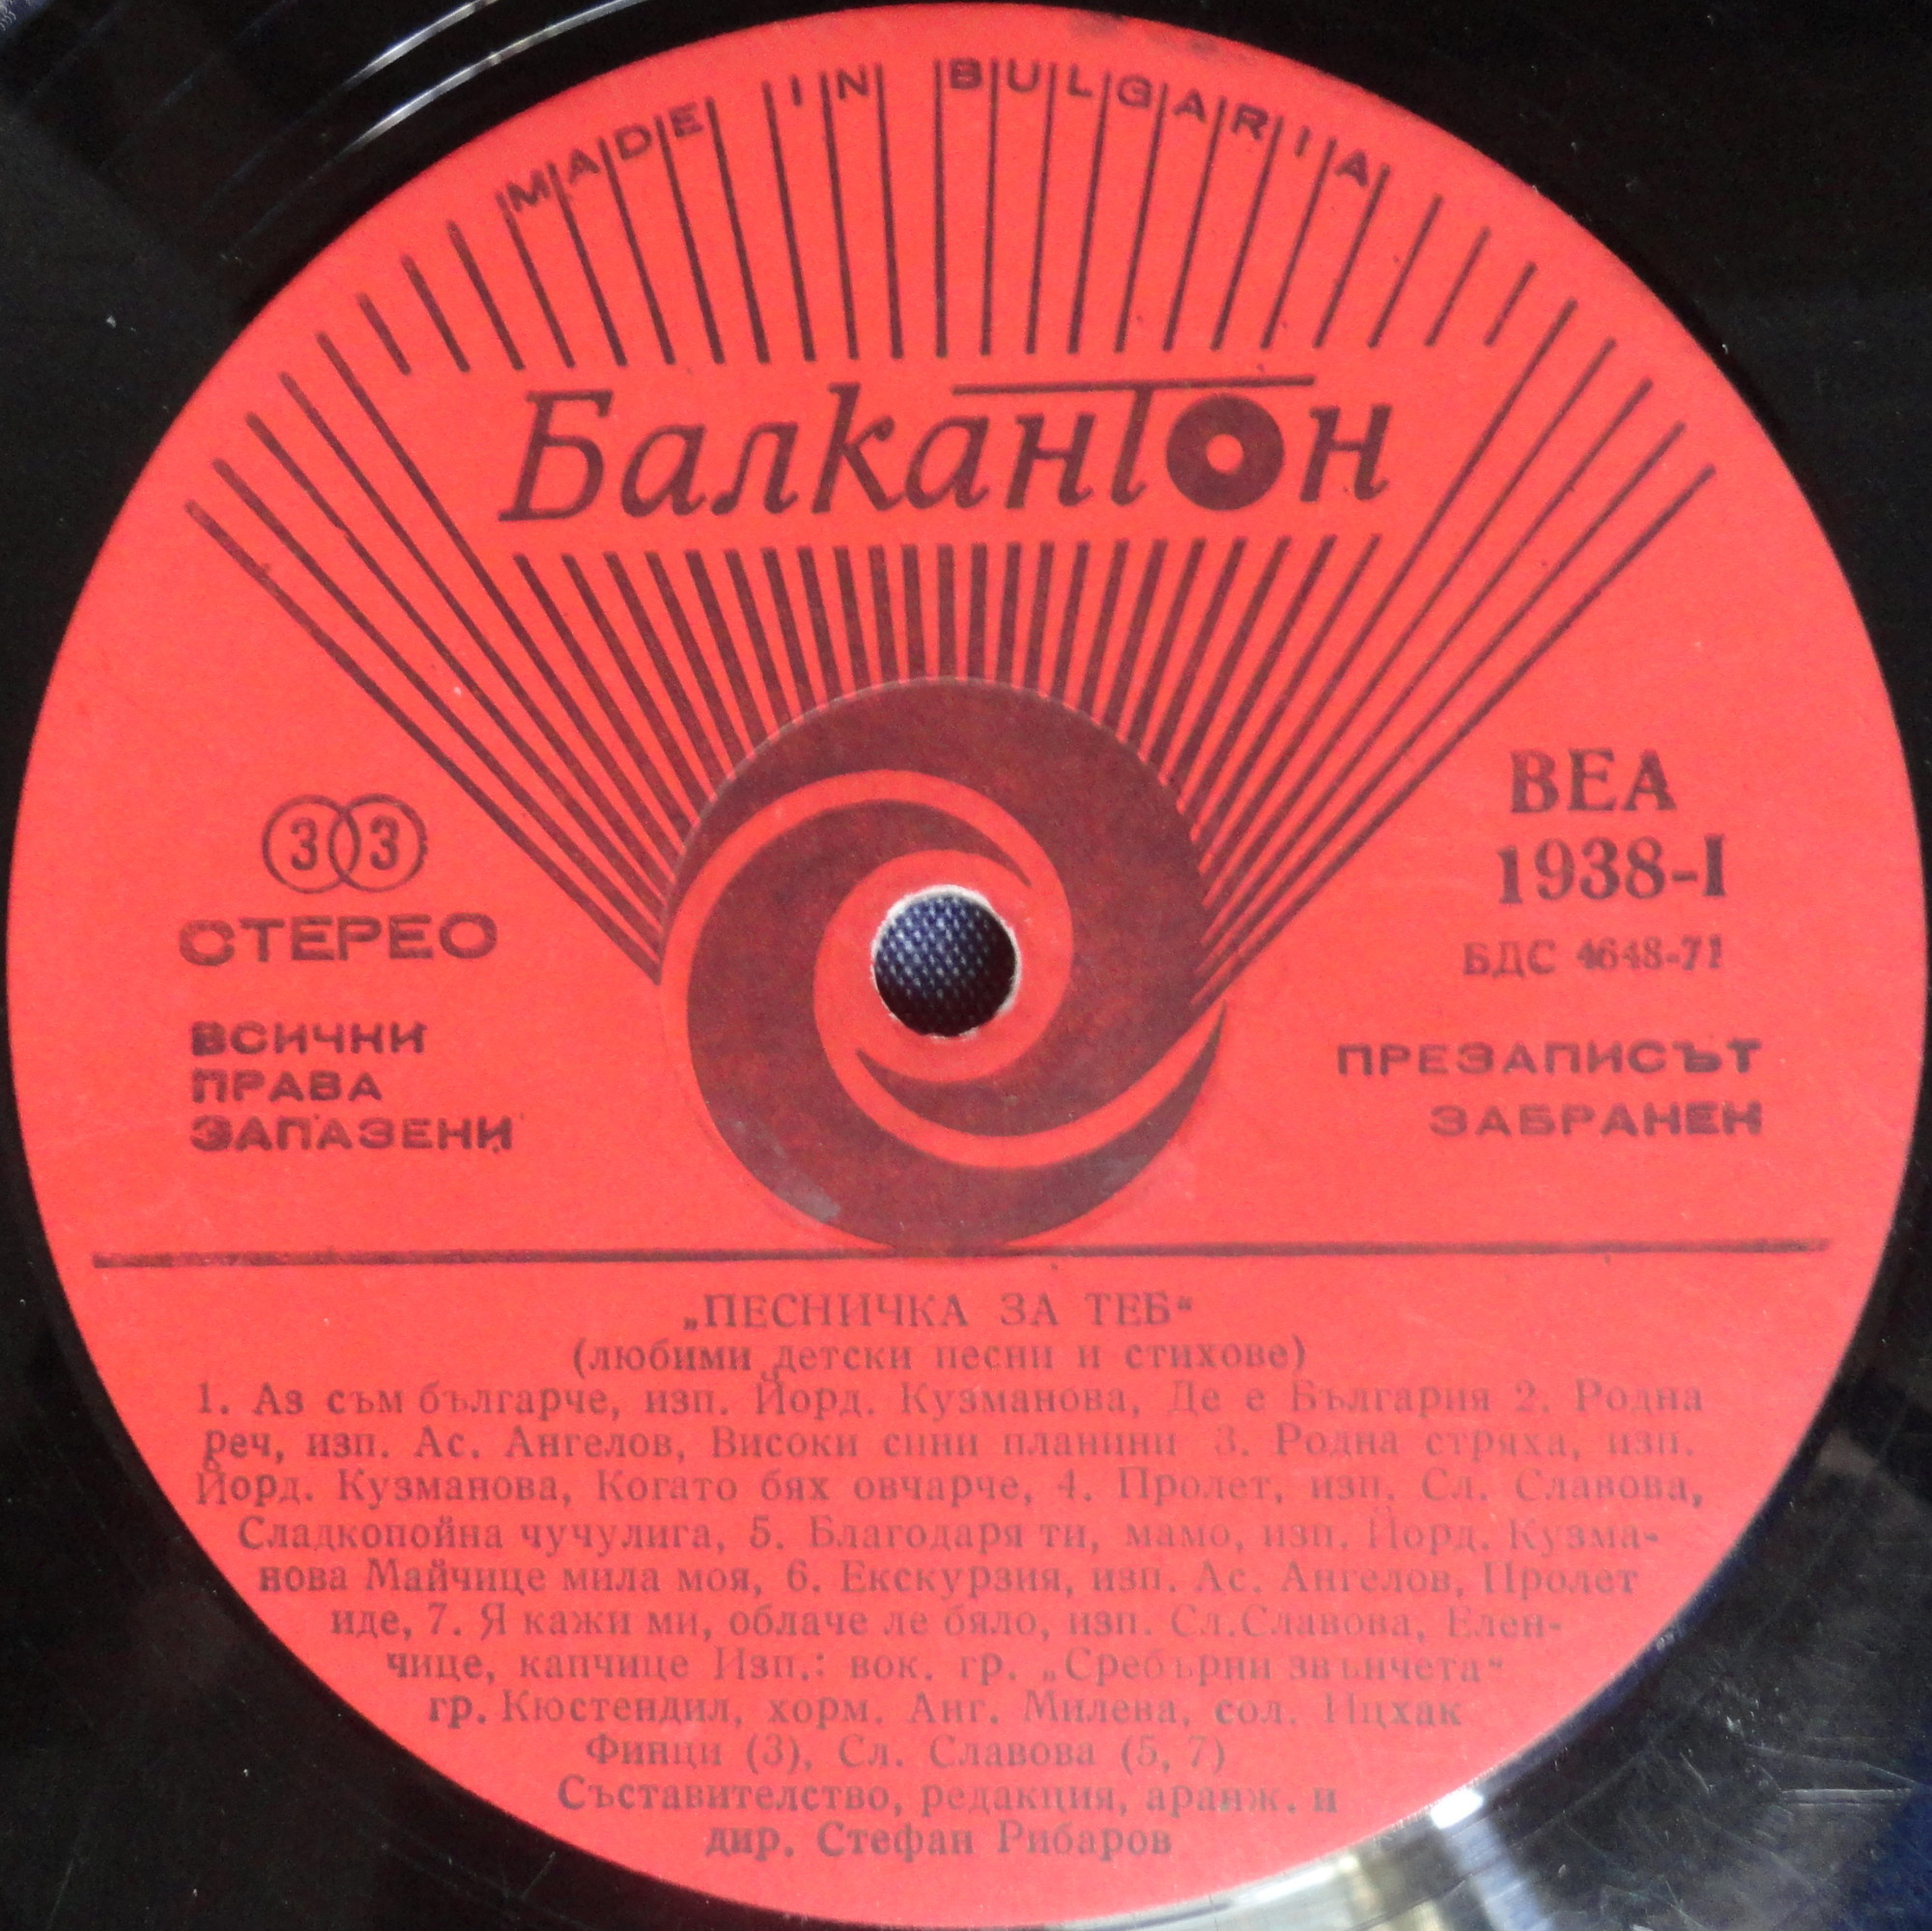 MADE IN BULGARIA
Балкантон
33
СТЕРЕО
ВСИЧНИ
ПРАВА
ЗАПАЗЕНИ
ВЕА
1938-I
БДС 4648-71
ПРЕЗАПИСЪТ
ЗАБРАНЕН
„ПЕСНИЧКА ЗА ТЕБ“
(любими детски песни и стихове)
1. Аз съм българче, изп. Йорд. Кузманова, Де е България 2. Родна
реч, изп. Ас. Ангелов, Високи сини планини 3. Родна стряха, изп.
Йорд. Кузманова, Когато бях овчарче, 4. Пролет, изп. Сл. Славова,
Сладкопойна чучулига, 5. Благодаря ти, мамо, изп. Йорд. Кузма-
нова Майчице мила моя, 6. Екскурзия, изп. Ас. Ангелов, Пролет
иде, 7. Я кажи ми, облаче ле бяло, изп. Сл.Славова, Елен-
чице, капчице Изп.: вок. гр. „Сребърни звънчета“
гр. Кюстендил, хорм. Анг. Милева, сол. Ицхак
Финци (3), Сл. Славова (5, 7)
Съставителство, редакция, аранж. и
дир. Стефан Рибаров